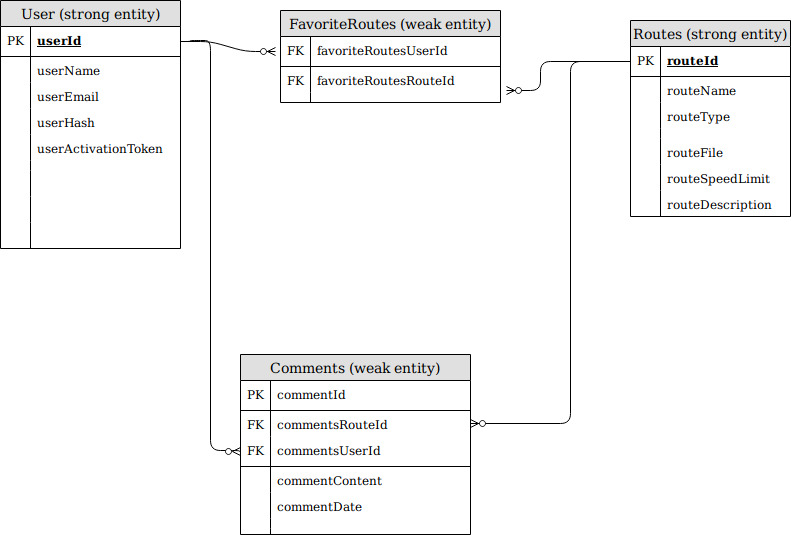 User (strong entity)
PK userId
userName
userEmail
userHash
userActivationToken
FavoriteRoutes (weak entity)
FK favoriteRoutesUserId
FK favoriteRoutesRouteId
Routes (strong entity)
PK routeId
routeName
routeType
routeFile
routeSpeedLimit
routeDescription
Comments (weak entity)
PK commentId
FK commentsRouteId
FK commentsUserId
commentContent
commentDate